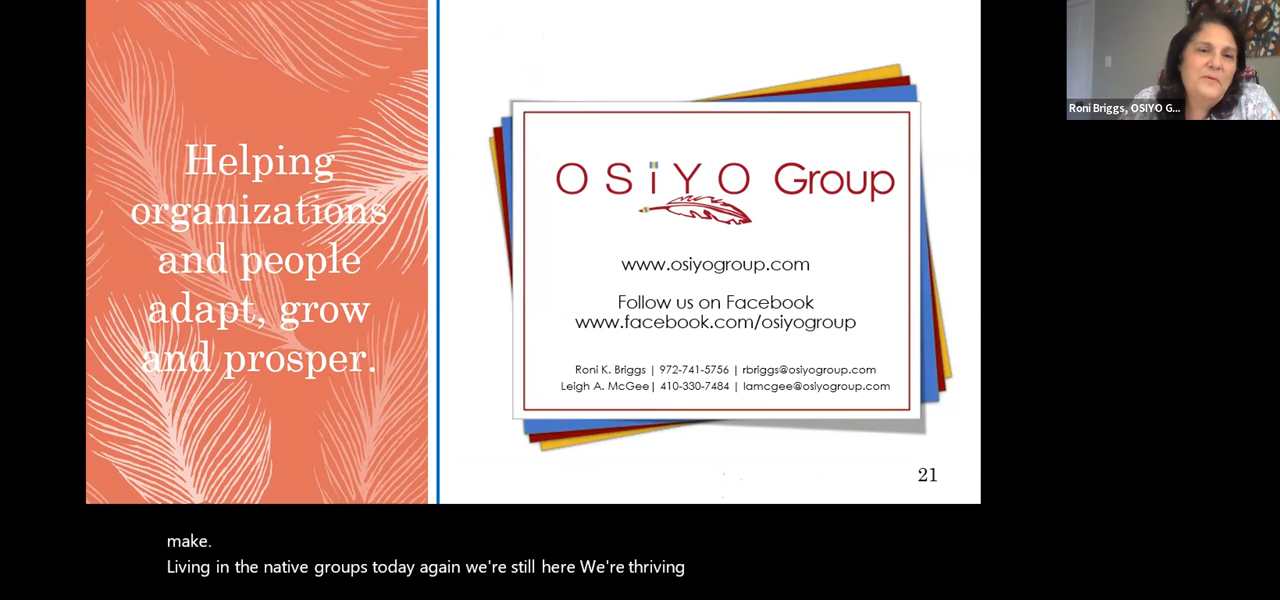 Helping
organizations
and people
adapt, grow
and prosper.
OSiYO Group
www.osiyogroup.com
Follow us on Facebook
www.facebook.com/osiyogroup
Roni K. Briggs | 972-741-5756 | rbriggs@osiyogroup.com
Leigh A. McGee| 410-330-7484 | lamcgee@osiyogroup.com
21
Roni Briggs, OSIYO G...
make.
Living in the native groups today again we're still here We're thriving